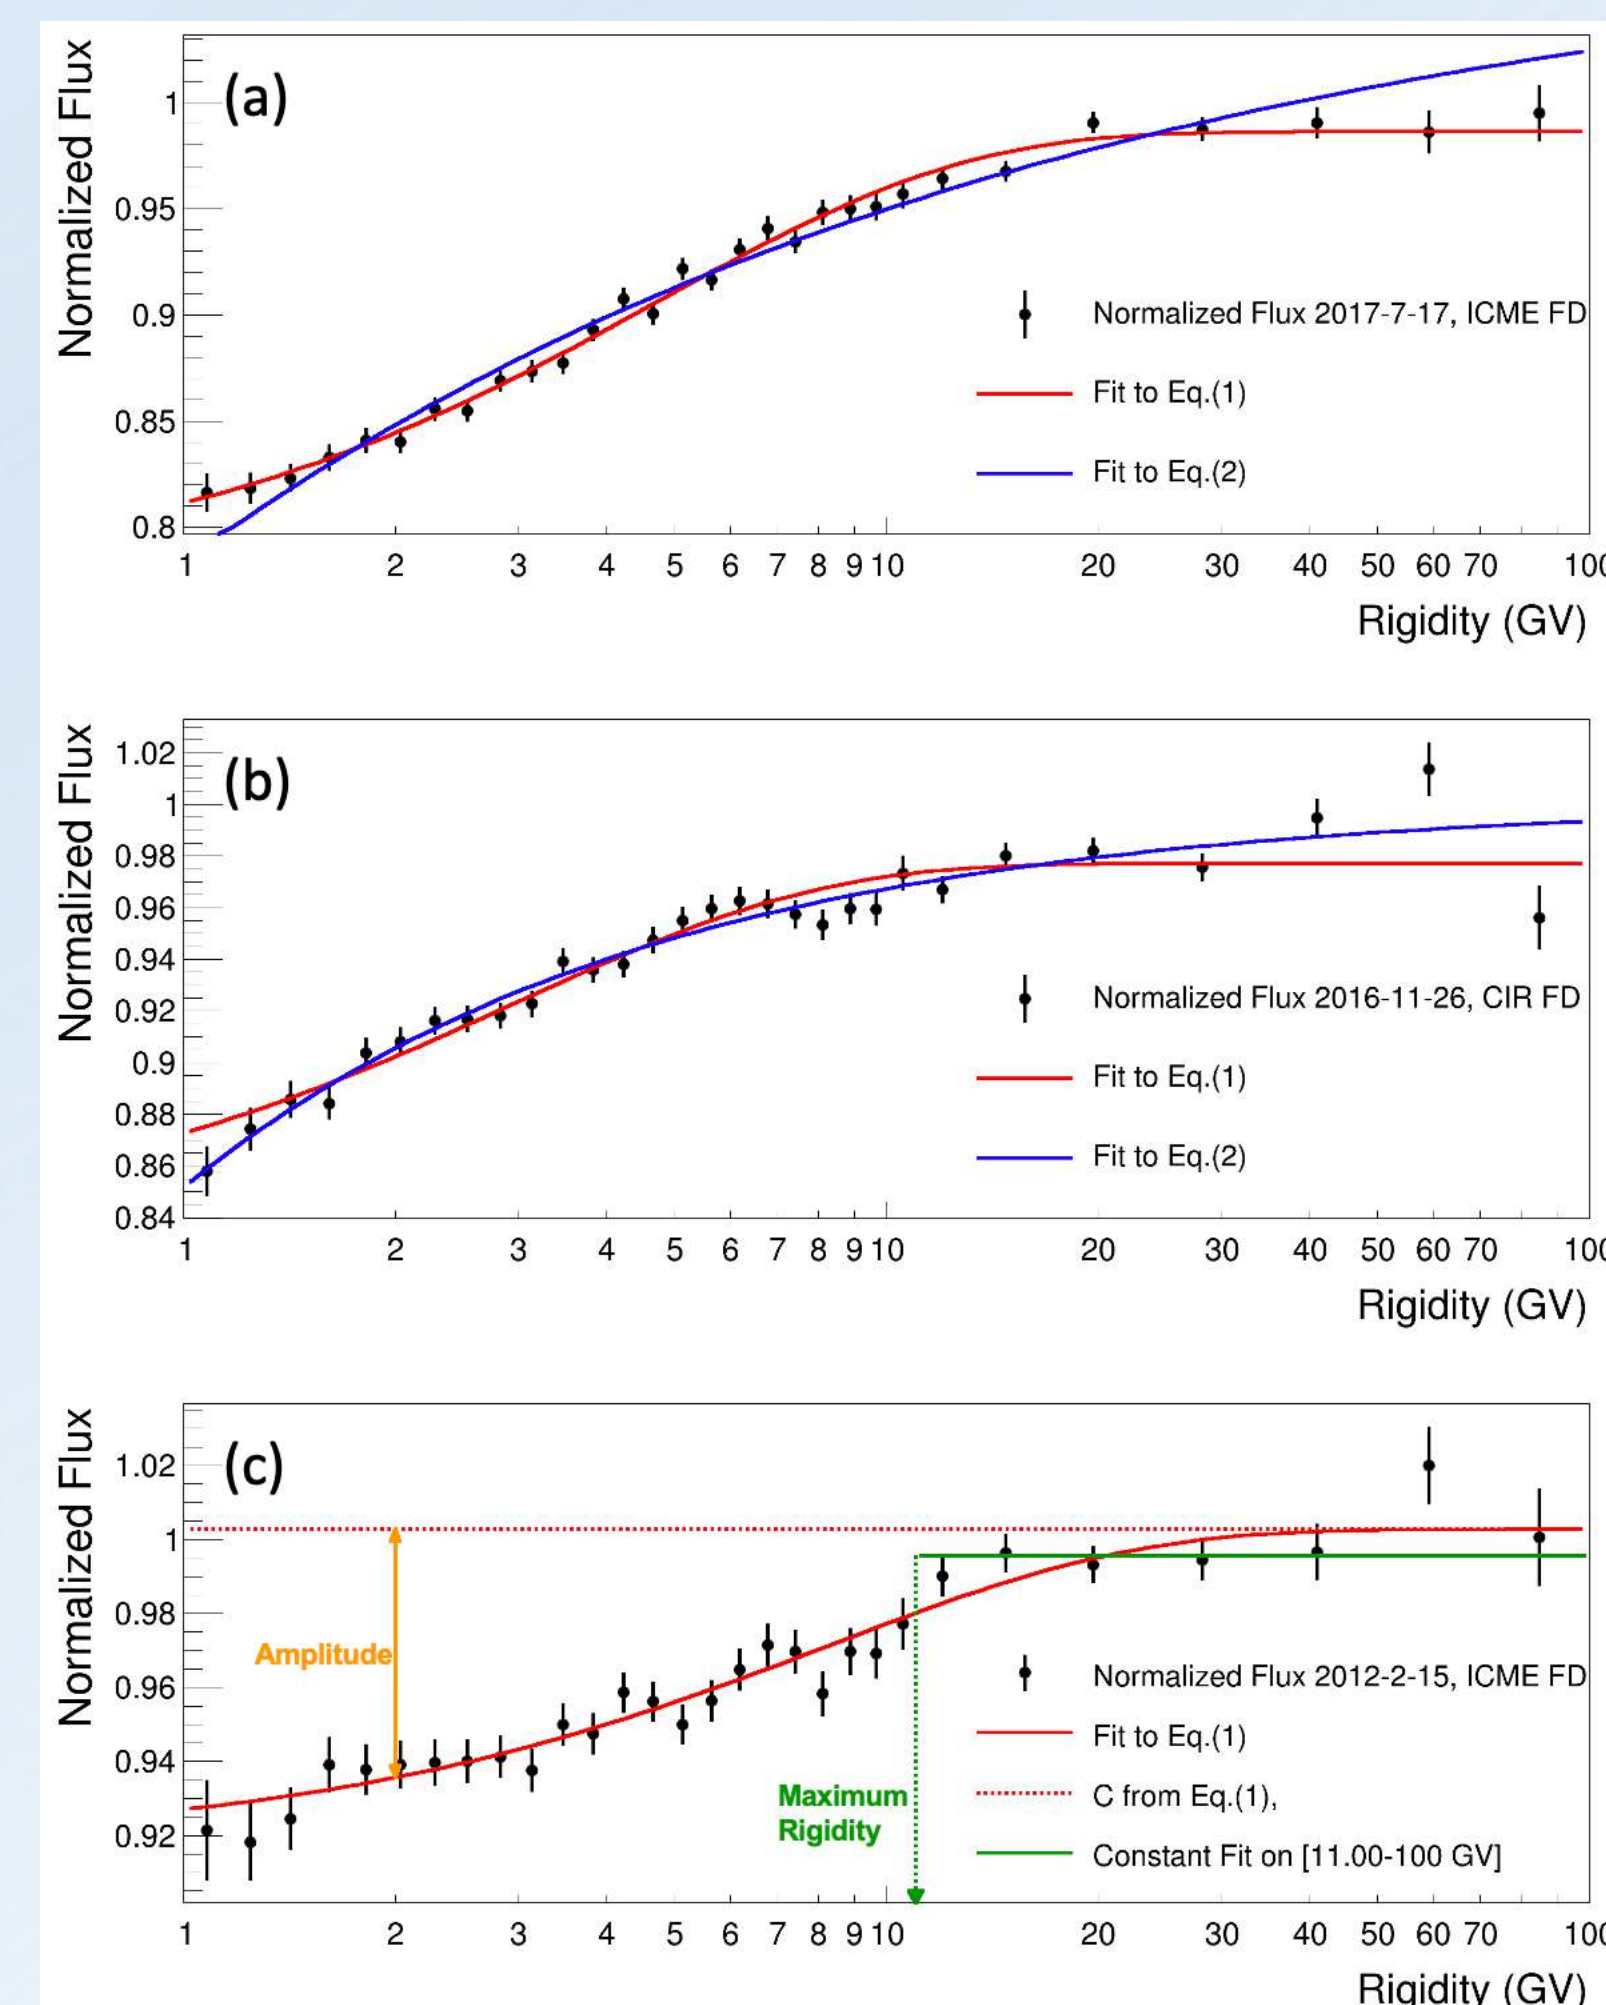 Normalized Flux
(a)
1
0.95
0.9
0.85
0.8
Normalized Flux 2017-7-17, ICME FD
Fit to Eq.(1)
Fit to Eq.(2)
1 2 3 4 5 6 7 8 9 10 20 30 40 50 60 70 100
Rigidity (GV)
Normalized Flux
(b)
1.02
1
0.98
0.96
0.94
0.92
0.9
0.88
0.86
0.84
Normalized Flux 2016-11-26, CIR FD
Fit to Eq.(1)
Fit to Eq.(2)
1 2 3 4 5 6 7 8 9 10 20 30 40 50 60 70 100
Rigidity (GV)
Normalized Flux
(c)
1.02
1
0.98
0.96
0.94
0.92
Amplitude
Maximum
Rigidity
Normalized Flux 2012-2-15, ICME FD
Fit to Eq.(1)
C from Eq.(1),
Constant Fit on [11.00-100 GV]
1 2 3 4 5 6 7 8 9 10 20 30 40 50 60 70 100
Rigidity (GV)